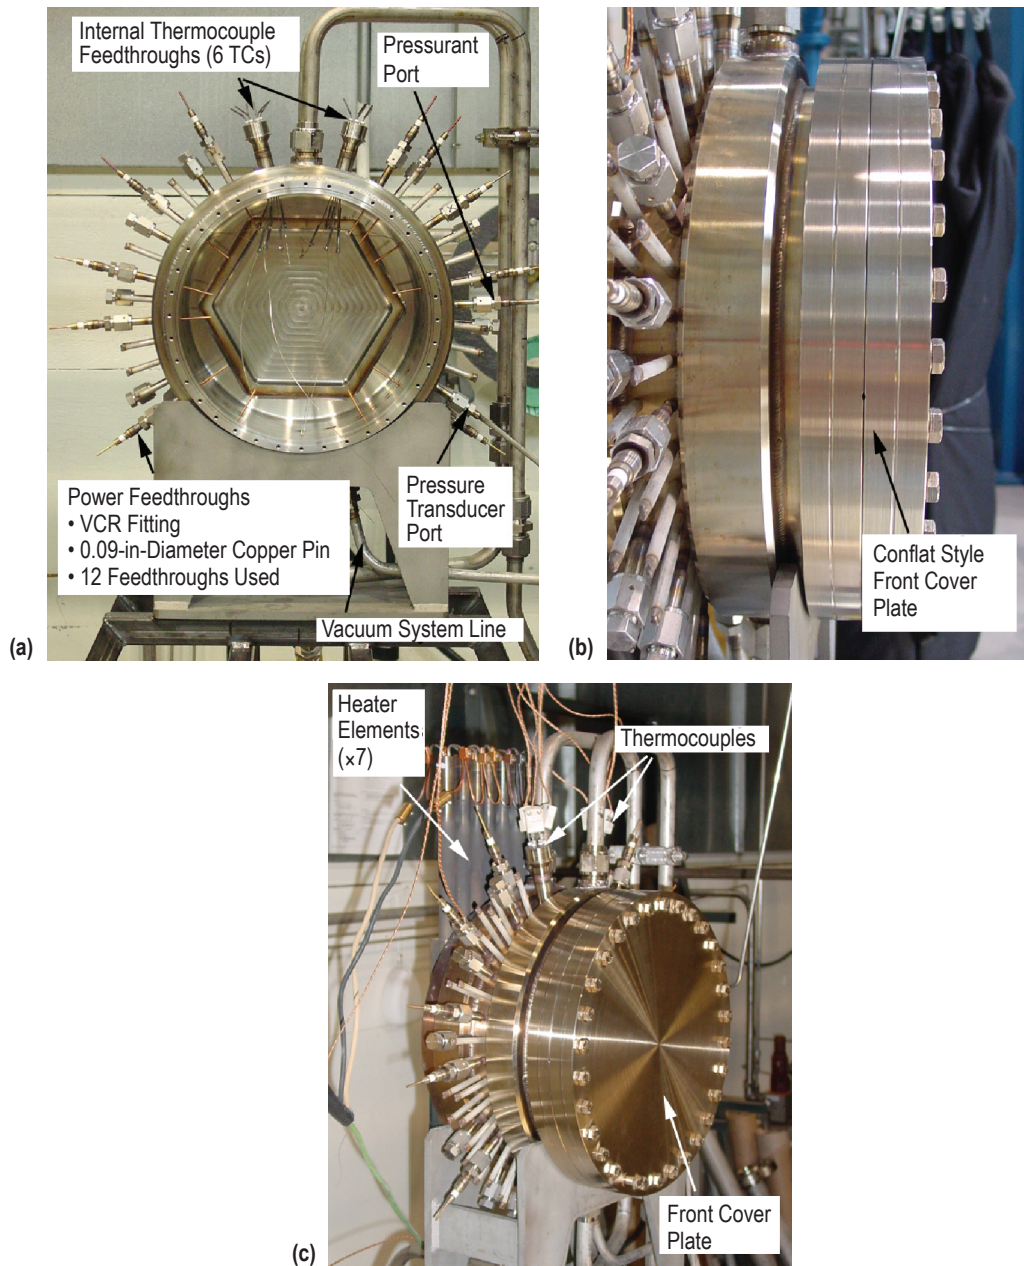 Internal Thermocouple
Feedthroughs (6 TCs)
Pressurant
Port
Power Feedthroughs
• VCR Fitting
• 0.09-in-Diameter Copper Pin
• 12 Feedthroughs Used
Pressure
Transducer
Port
Vacuum System Line
(a)
Conflat Style
Front Cover
Plate
(b)
Heater
Elements
(×7)
Thermocouples
Front Cover
Plate
(c)